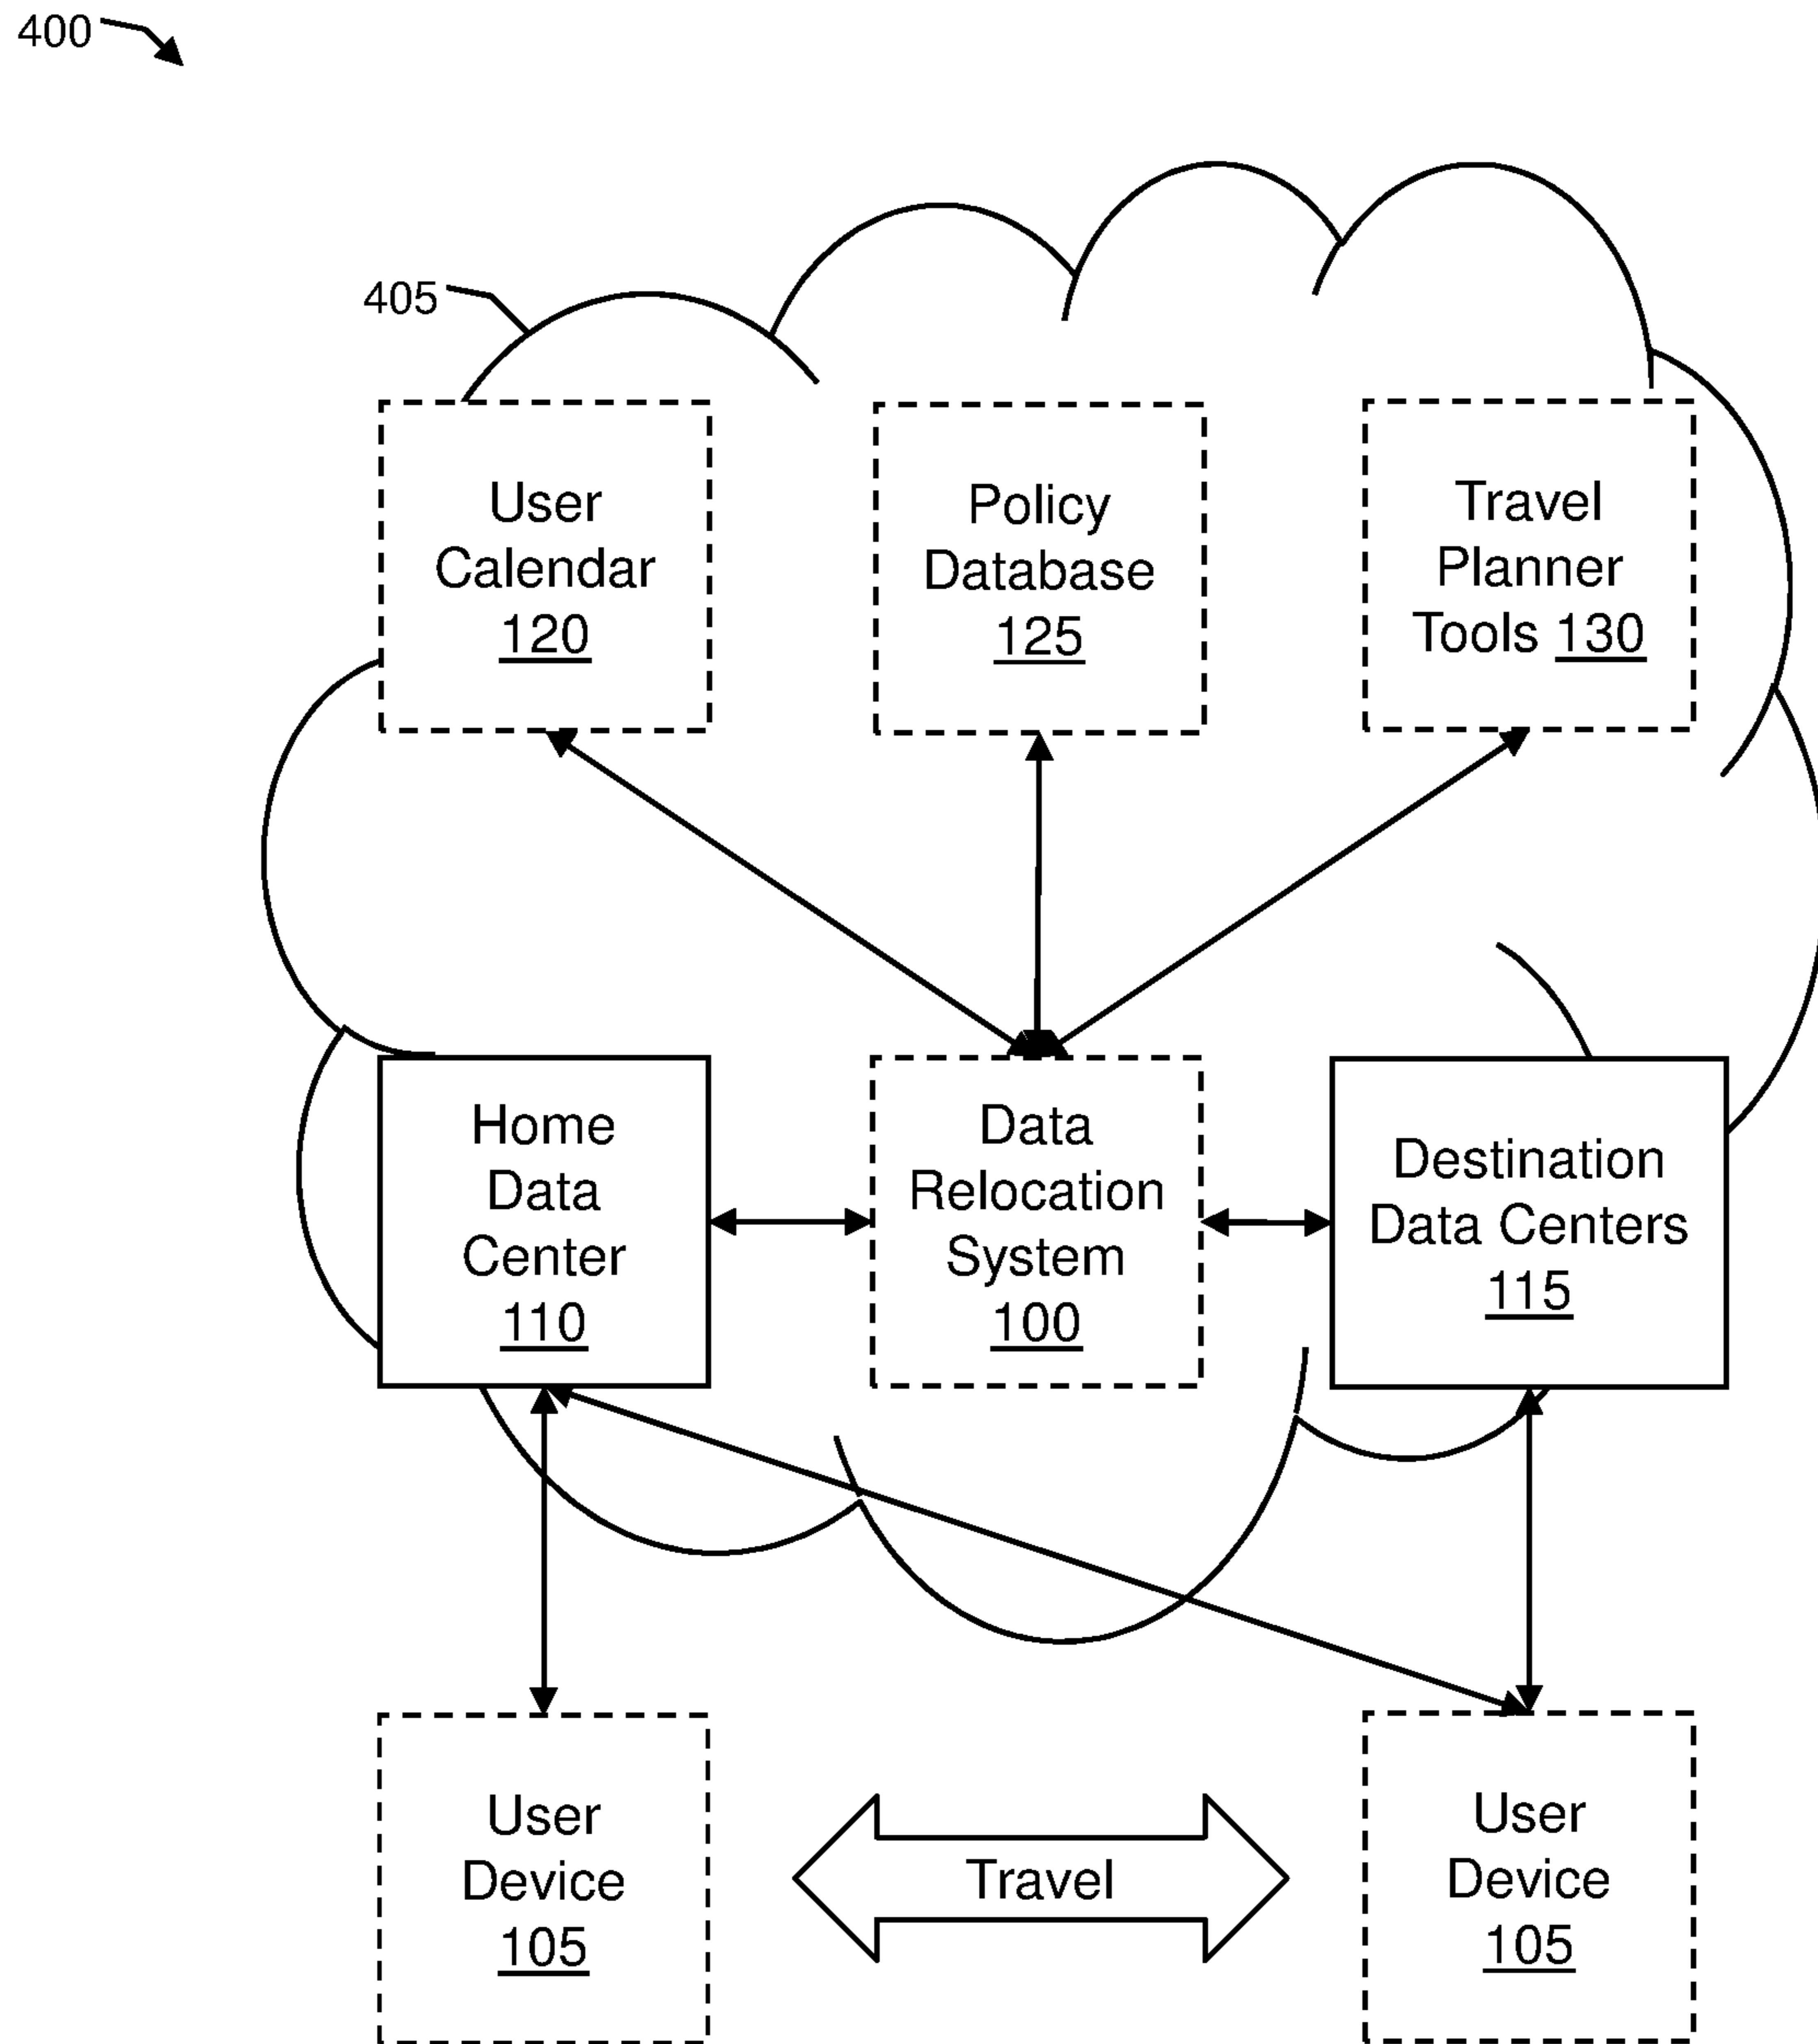 400
405
User
Calendar
120
Policy
Database
125
Travel
Planner
Tools 130
Home
Data
Center
110
Data
Relocation
System
100
Destination
Data Centers
115
User
Device
105
Travel
User
Device
105